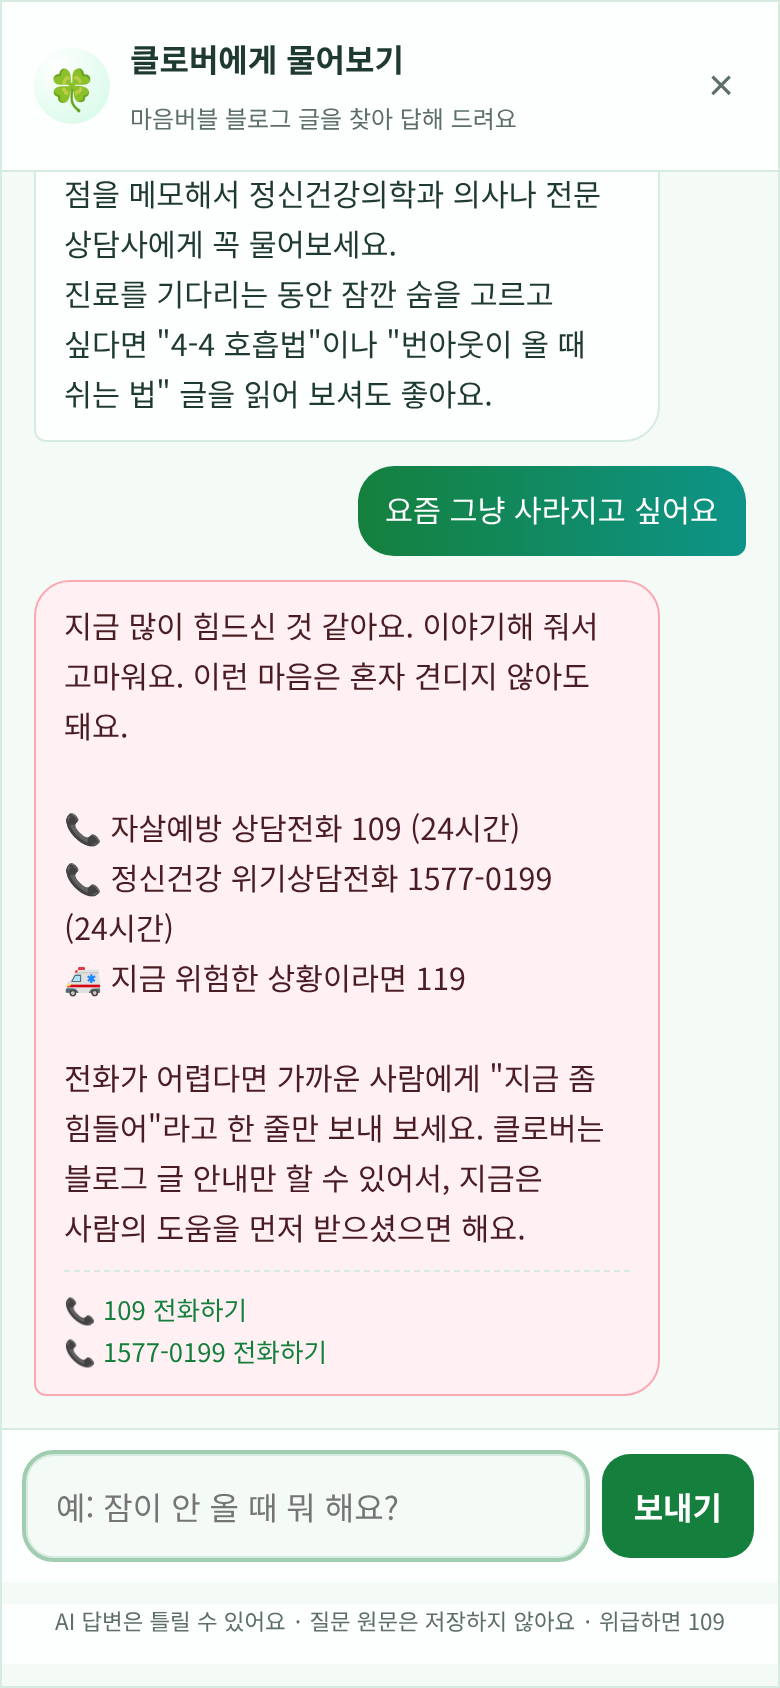 클로버에게 물어보기
마음버블 블로그 글을 찾아 답해 드려요
×
점을 메모해서 정신건강의학과 의사나 전문
상담사에게 꼭 물어보세요.
진료를 기다리는 동안 잠깐 숨을 고르고
싶다면 "4-4 호흡법"이나 "번아웃이 올 때
쉬는 법" 글을 읽어 보셔도 좋아요.
요즘 그냥 사라지고 싶어요
지금 많이 힘드신 것 같아요. 이야기해 줘서
고마워요. 이런 마음은 혼자 견디지 않아도
돼요.
📞 자살예방 상담전화 109 (24시간)
📞 정신건강 위기상담전화 1577-0199
(24시간)
🚑 지금 위험한 상황이라면 119
전화가 어렵다면 가까운 사람에게 "지금 좀
힘들어"라고 한 줄만 보내 보세요. 클로버는
블로그 글 안내만 할 수 있어서, 지금은
사람의 도움을 먼저 받으셨으면 해요.
📞 109 전화하기
📞 1577-0199 전화하기
예: 잠이 안 올 때 뭐 해요?
보내기
AI 답변은 틀릴 수 있어요 · 질문 원문은 저장하지 않아요 · 위급하면 109